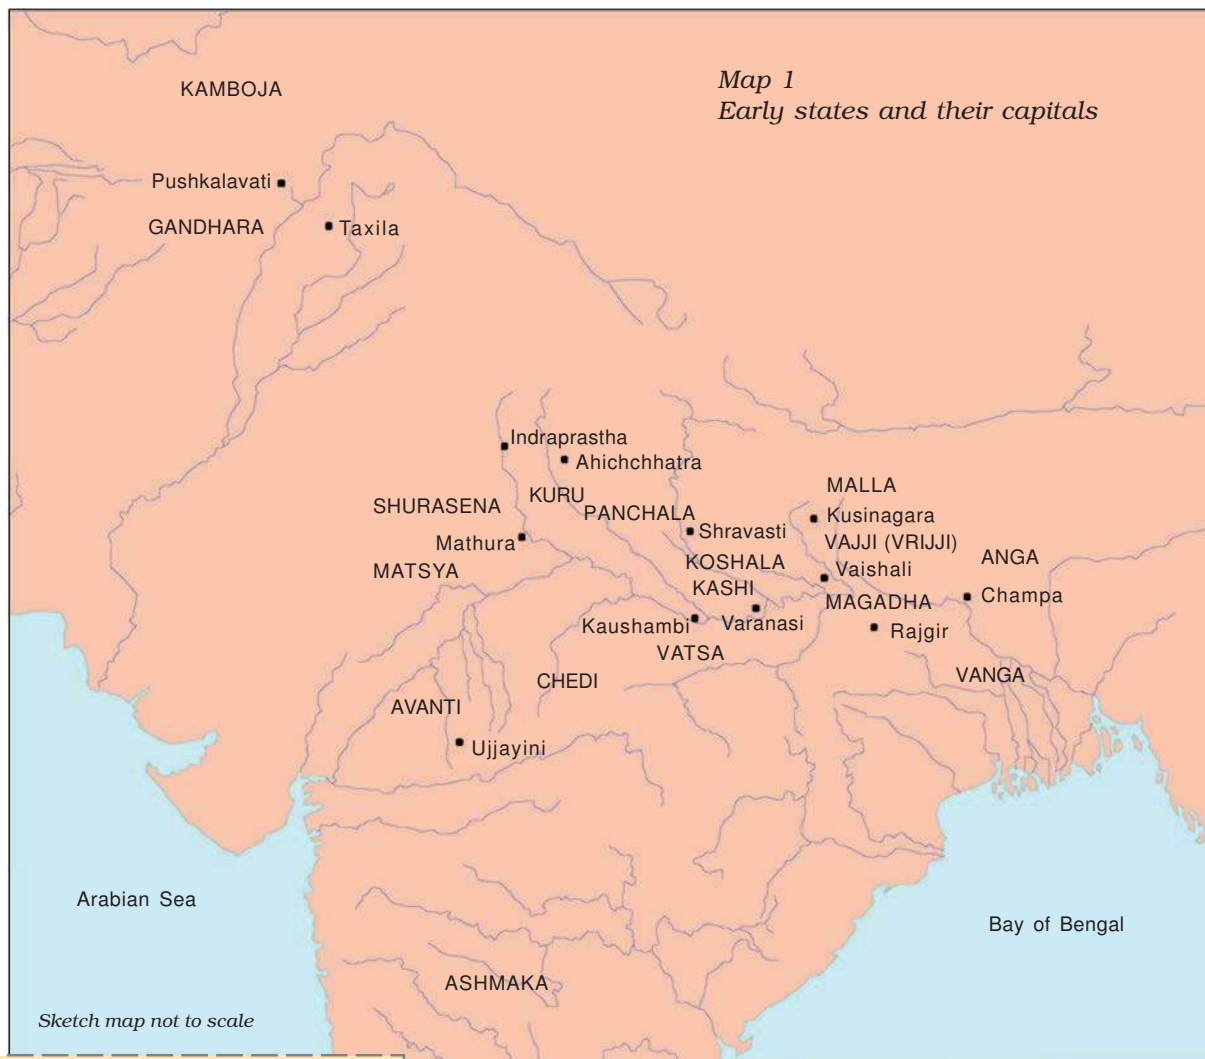 Map 1
Early states and their capitals
KAMBOJA
Pushkalavati
GANDHARA
Taxila
Indraprastha
Ahichchhatra
MALLA
KURU
SHURASENA
PANCHALA
Kusinagara
Shravasti
Mathura
VAJJI (VRIJJI)
ANGA
KOSHALA
Vaishali
MATSYA
KASHI
Champa
MAGADHA
Kaushambi
Varanasi
Rajgir
VATSA
VANGA
CHEDI
AVANTI
Ujjayini
Arabian Sea
Bay of Bengal
ASHMAKA
Sketch map not to scale